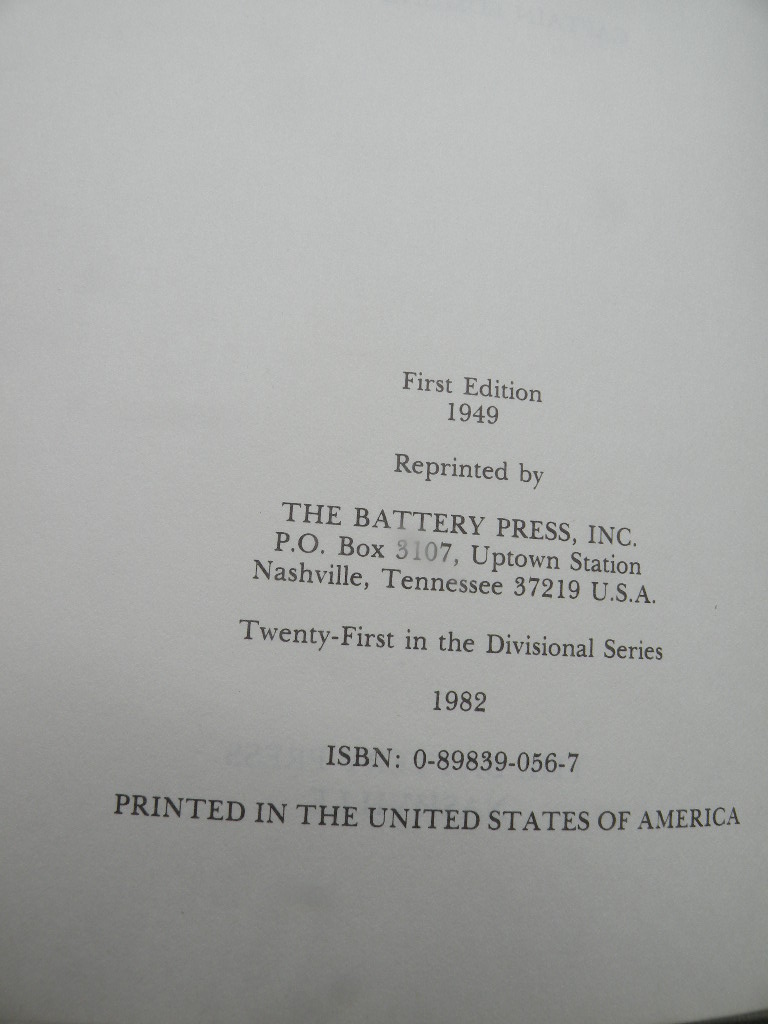 First Edition
1949
Reprinted by
THE BATTERY PRESS, INC.
P.O. Box 3107, Uptown Station
Nashville, Tennessee 37219 U.S.A.
Twenty-First in the Divisional Series
1982
ISBN: 0-89839-056-7
PRINTED IN THE UNITED STATES OF AMERICA